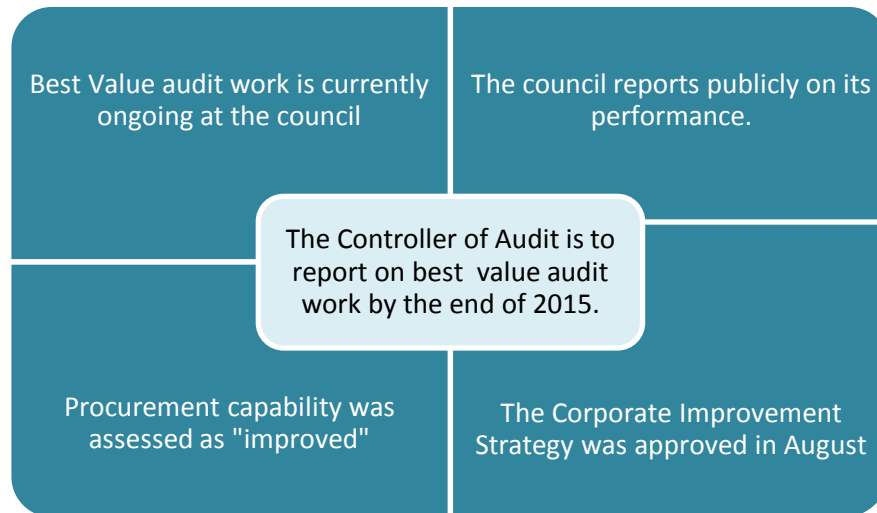 Best Value audit work is currently
ongoing at the council
The council reports publicly on its
performance.
The Controller of Audit is to
report on best value audit
work by the end of 2015.
Procurement capability was
assessed as "improved"
The Corporate Improvement
Strategy was approved in August